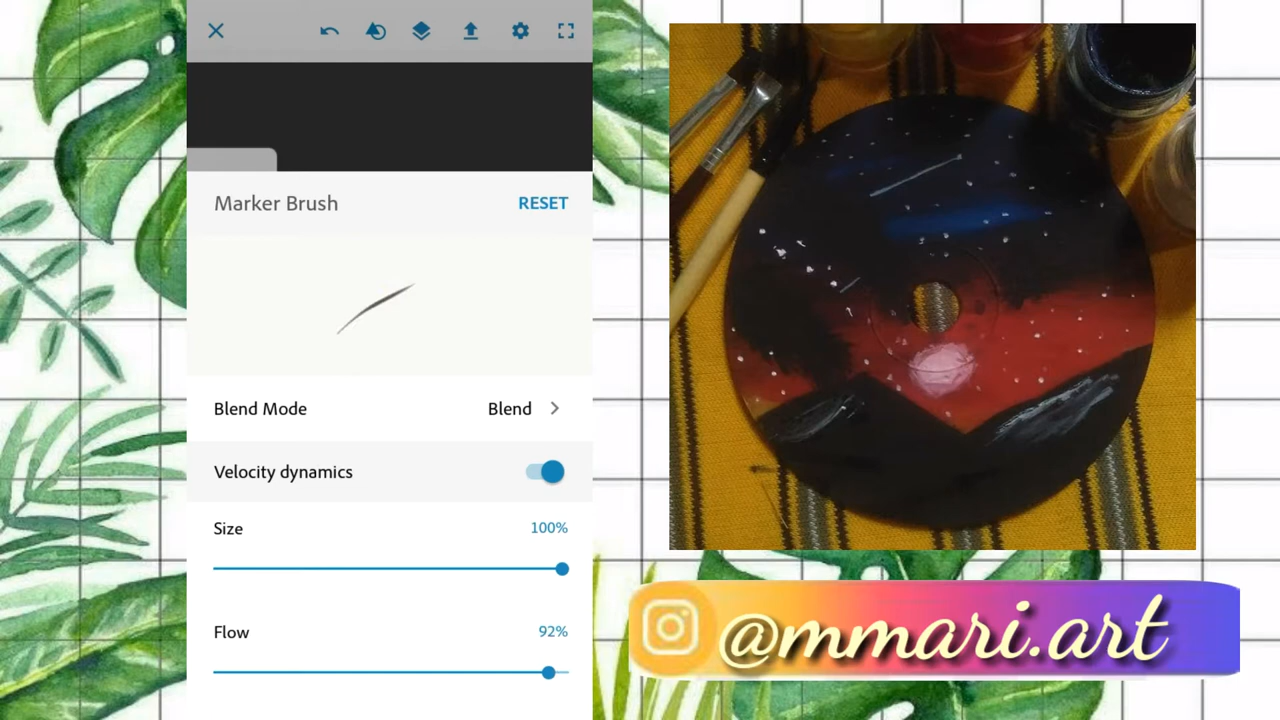 Marker Brush
RESET
Blend Mode
Blend
Velocity dynamics
Size
100%
Flow
92%
@mmari.art